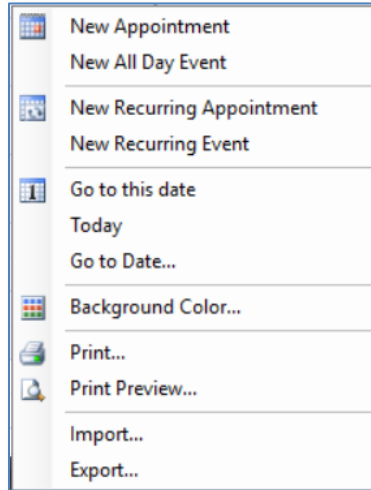 New Appointment
New All Day Event
New Recurring Appointment
New Recurring Event
1 Go to this date
Today
Go to Date...
Background Color...
Print...
Print Preview...
Import...
Export...